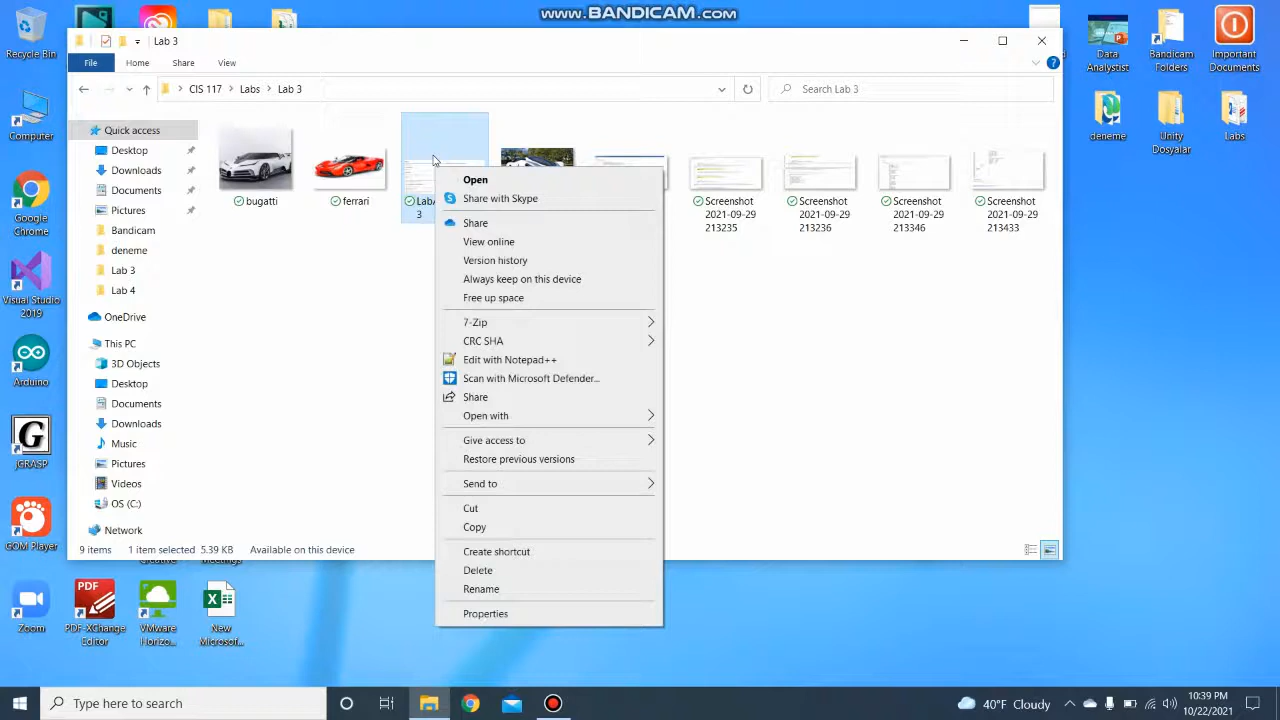 www.BANDICAM.com
Recycle Bin
Lab 3
File
Home
Share
View
CIS 117
Labs
Lab 3
Search Lab 3
Data
Analystist
Bandicam
Folders
Important
Documents
deneme
Unity
Dosyalar
Labs
Computer
Google
Chrome
Visual Studio
2019
Arduino
jGRASP
GOM Player
Zoom
PDF-XChange
Editor
VMware
Horizo...
New
Microsof...
Quick access
Desktop
Downloads
Documents
Pictures
Bandicam
deneme
Lab 3
Lab 4
OneDrive
This PC
3D Objects
Desktop
Documents
Downloads
Music
Pictures
Videos
OS (C:)
Network
bugatti
ferrari
3
Screenshot
2021-09-29
213235
Screenshot
2021-09-29
213236
Screenshot
2021-09-29
213346
Screenshot
2021-09-29
213433
Open
Share with Skype
Share
View online
Version history
Always keep on this device
Free up space
7-Zip
CRC SHA
Edit with Notepad++
Scan with Microsoft Defender...
Share
Open with
Give access to
Restore previous versions
Send to
Cut
Copy
Create shortcut
Delete
Rename
Properties
9 items
1 item selected
5.39 KB
Available on this device
Type here to search
40°F Cloudy
10:39 PM
10/22/2021